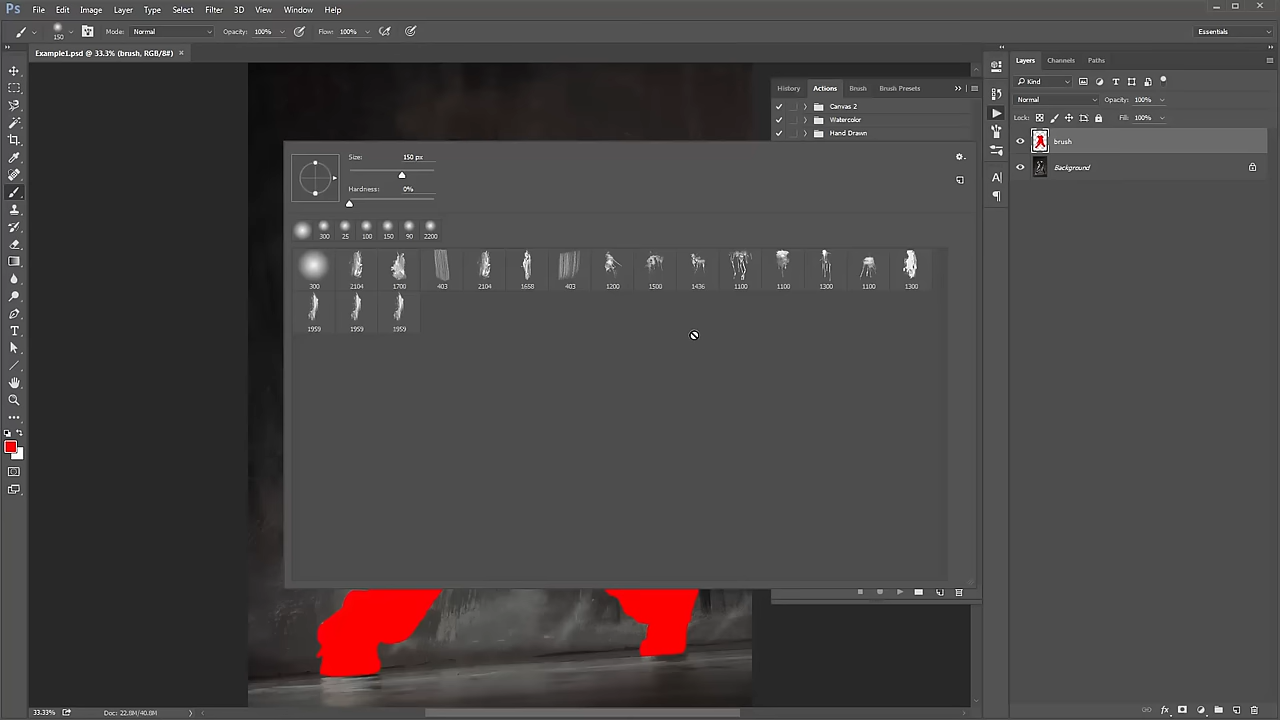 Ps File Edit Image Layer Type Select Filter 3D View Window Help
150 Mode: Normal Opacity: 100% Flow: 100% Essentials
Example1.psd @ 33.3% (brush, RGB/8#) ×
Layers Channels Paths
Kind
Normal Opacity: 100%
Lock: Fill: 100%
brush
Background
History Actions Brush Brush Presets
Canvas 2
Watercolor
Hand Drawn
Size: 150 px
Hardness: 0%
300 25 100 150 90 2200
300 2104 1700 403 2104 1658 403 1200 1500 1436 1100 1100 1300 1100 1300
1959 1959 1959
A|
T
33.33% Doc: 22.8M/40.8M
fx